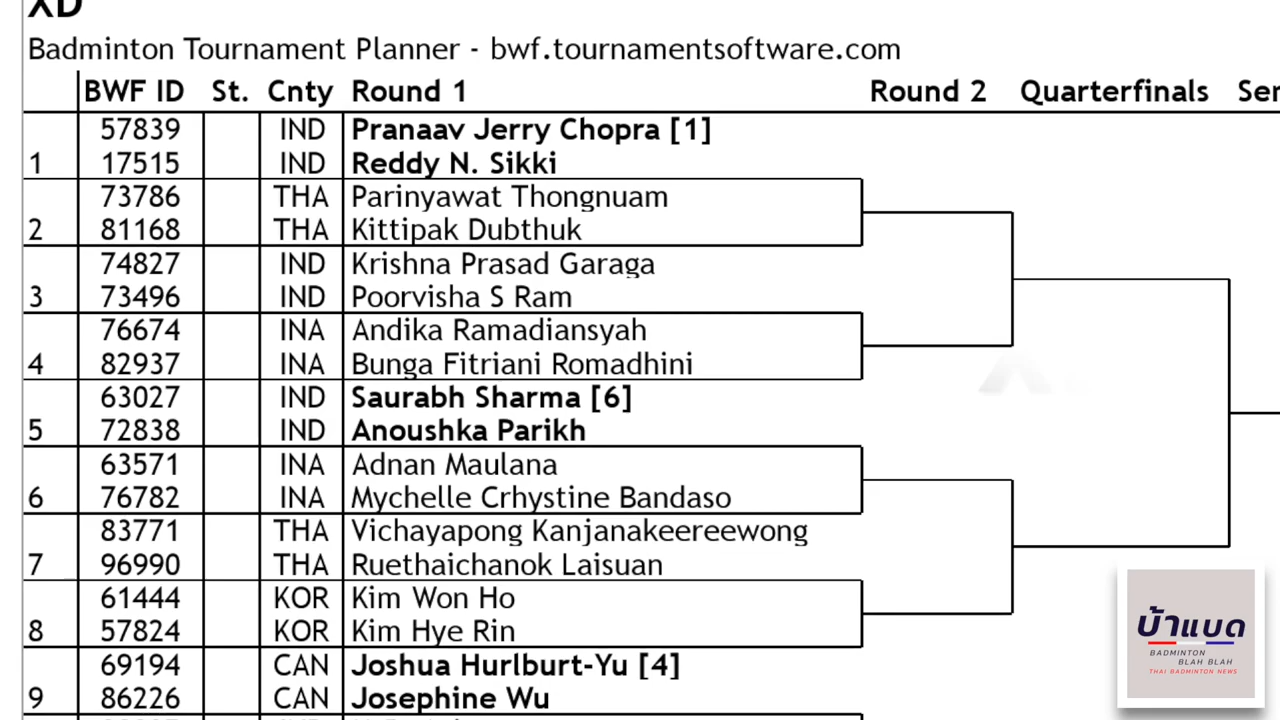 XD
Badminton Tournament Planner - bwf.tournamentsoftware.com
BWF ID St. Cnty Round 1 Round 2 Quarterfinals
57839 IND Pranaav Jerry Chopra [1]
1 17515 IND Reddy N. Sikki
73786 THA Parinyawat Thongnuam
2 81168 THA Kittipak Dubthuk
74827 IND Krishna Prasad Garaga
3 73496 IND Poorvisha S Ram
76674 INA Andika Ramadiansyah
4 82937 INA Bunga Fitriani Romadhini
63027 IND Saurabh Sharma [6]
5 72838 IND Anoushka Parikh
63571 INA Adnan Maulana
6 76782 INA Mychelle Crhystine Bandaso
83771 THA Vichayapong Kanjanakeereewong
7 96990 THA Ruethaichanok Laisuan
61444 KOR Kim Won Ho
8 57824 KOR Kim Hye Rin
69194 CAN Joshua Hurlburt-Yu [4]
9 86226 CAN Josephine Wu
บ้าแบด
BADMINTON
BLAH BLAH
THAI BADMINTON NEWS